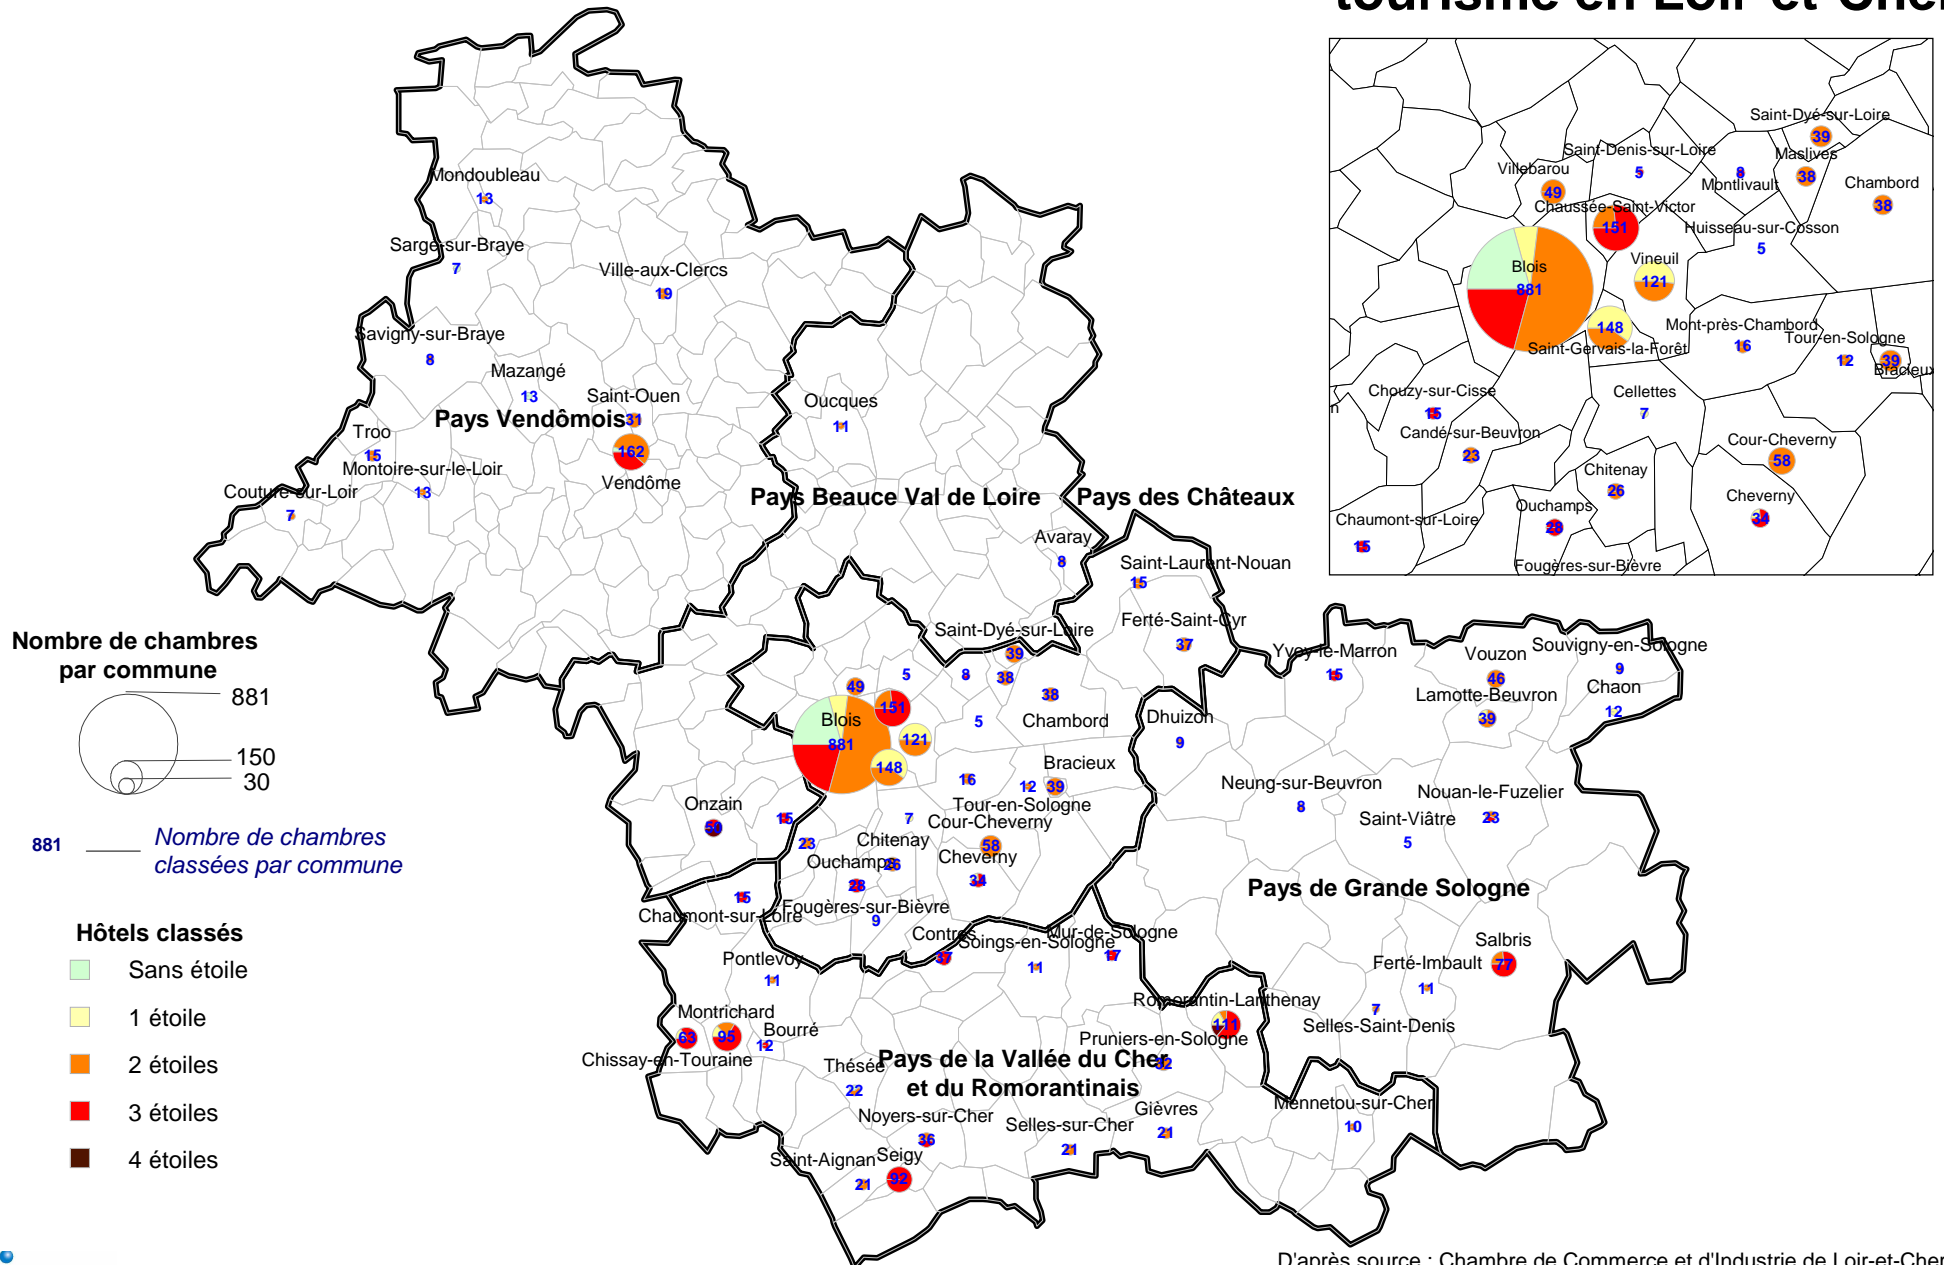 tourisme en Loir-et-Cher
Saint-Dyé-sur-Loire
39
Saint-Denis-sur-Loire
Maslives
Villebarou
5
8
38
Montlivault
Chambord
49
38
Chaussée-Saint-Victor
151
Huisseau-sur-Cosson
5
Blois
881
Vineuil
121
148
Mont-près-Chambord
16
Saint-Gervais-la-Forêt
Tour-en-Sologne
12
39
Bracieux
Chouzy-sur-Cisse
15
Cellettes
7
Candé-sur-Beuvron
23
Cour-Cheverny
58
Chitenay
26
Cheverny
34
Ouchamps
28
Chaumont-sur-Loire
15
Fougères-sur-Bièvre
Mondoubleau
13
Sargé-sur-Braye
7
Ville-aux-Clercs
19
Savigny-sur-Braye
8
Mazangé
13
Saint-Ouen
31
Pays Vendômois
Oucques
11
Troo
15
162
Vendôme
Montoire-sur-le-Loir
13
Couture-sur-Loir
7
Pays Beauce Val de Loire
Pays des Châteaux
Avaray
8
Saint-Laurent-Nouan
15
Ferté-Saint-Cyr
37
Saint-Dyé-sur-Loire
39
5
8
38
38
Chambord
49
151
5
Blois
881
121
148
16
12
39
Bracieux
Tour-en-Sologne
Cour-Cheverny
58
7
Onzain
56
15
23
Chitenay
26
Ouchamps
28
Cheverny
34
15
Chaumont-sur-Loire
Fougères-sur-Bièvre
9
Yvoy-le-Marron
15
Vouzon
46
Souvigny-en-Sologne
9
Lamotte-Beuvron
39
Chaon
12
Dhuizon
9
Neung-sur-Beuvron
8
Nouan-le-Fuzelier
23
Saint-Viâtre
5
Pays de Grande Sologne
Salbris
77
Ferté-Imbault
11
7
Selles-Saint-Denis
Contres
37
Soings-en-Sologne
11
Mur-de-Sologne
17
Pontlevoy
11
Montrichard
95
63
Chissay-en-Touraine
Bourré
12
Romorantin-Lanthenay
111
Pruniers-en-Sologne
32
Thésée
22
Pays de la Vallée du Cher
et du Romorantinais
Noyers-sur-Cher
36
Selles-sur-Cher
21
Gièvres
21
Mennetou-sur-Cher
10
Saint-Aignan
21
Seigy
92
Nombre de chambres
par commune
881
150
30
881
Nombre de chambres
classées par commune
Hôtels classés
Sans étoile
1 étoile
2 étoiles
3 étoiles
4 étoiles
D'après source : Chambre de Commerce et d'Industrie de Loir-et-Cher